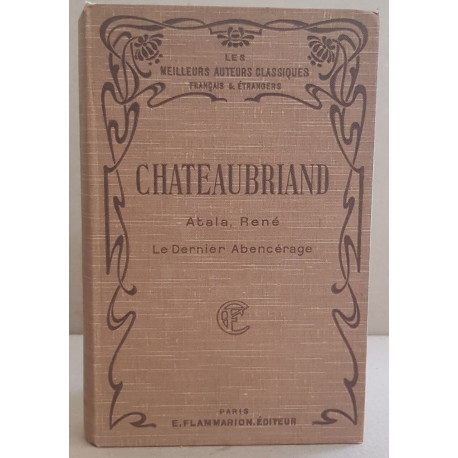 LES
MEILLEURS AUTEURS CLASSIQUES
FRANÇAIS & ÉTRANGERS
CHATEAUBRIAND
Atala, René
Le Dernier Abencérage
PARIS
E. FLAMMARION. ÉDITEUR